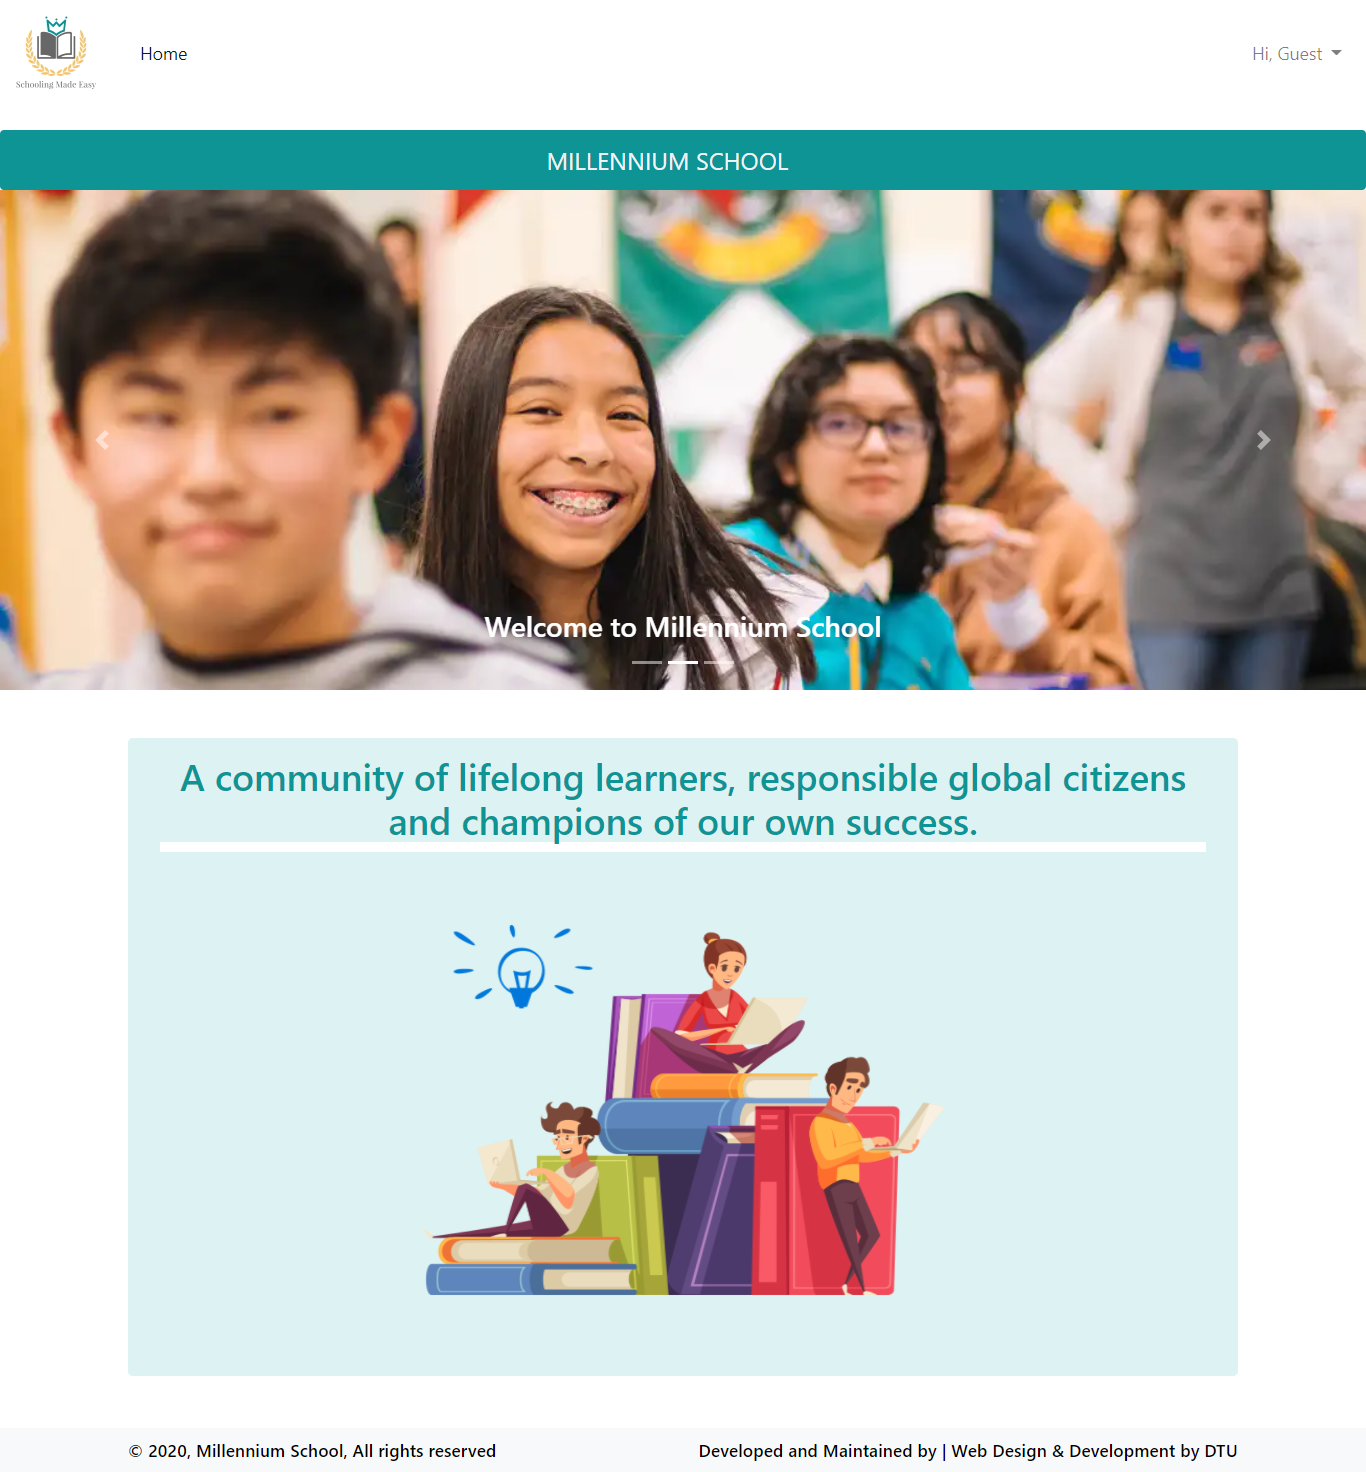 Schooling Made Easy
Home
Hi, Guest
MILLENNIUM SCHOOL
Welcome to Millennium School
A community of lifelong learners, responsible global citizens
and champions of our own success.
© 2020, Millennium School, All rights reserved
Developed and Maintained by | Web Design & Development by DTU